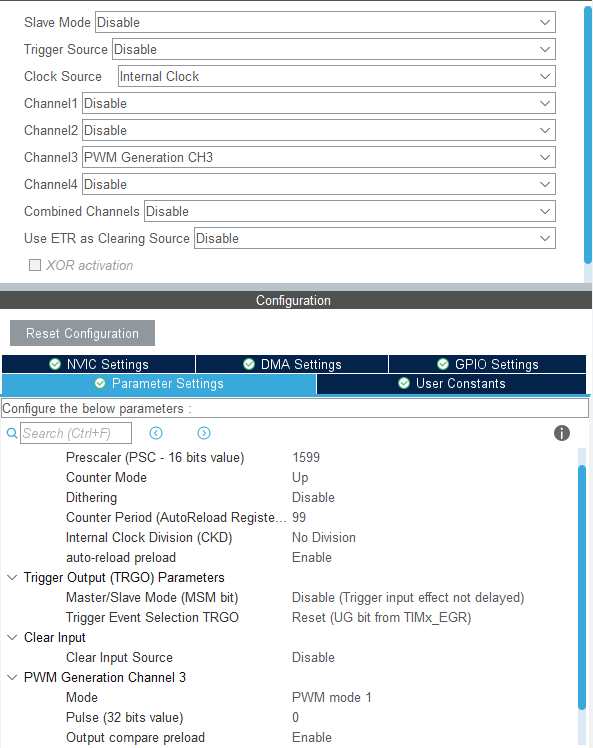 Slave Mode Disable
Trigger Source Disable
Clock Source Internal Clock
Channel1 Disable
Channel2 Disable
Channel3 PWM Generation CH3
Channel4 Disable
Combined Channels Disable
Use ETR as Clearing Source Disable
XOR activation
Configuration
Reset Configuration
NVIC Settings DMA Settings GPIO Settings
Parameter Settings User Constants
Configure the below parameters :
Search (Ctrl+F)
Prescaler (PSC - 16 bits value) 1599
Counter Mode Up
Dithering Disable
Counter Period (AutoReload Registe... 99
Internal Clock Division (CKD) No Division
auto-reload preload Enable
Trigger Output (TRGO) Parameters
Master/Slave Mode (MSM bit) Disable (Trigger input effect not delayed)
Trigger Event Selection TRGO Reset (UG bit from TIMx_EGR)
Clear Input
Clear Input Source Disable
PWM Generation Channel 3
Mode PWM mode 1
Pulse (32 bits value) 0
Output compare preload Enable